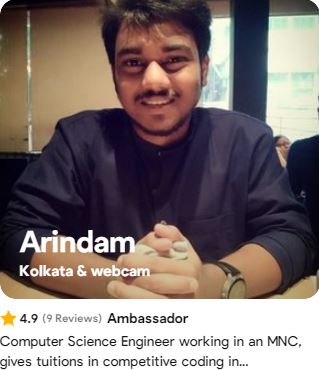 Arindam
Kolkata & webcam
4.9 (9 Reviews) Ambassador
Computer Science Engineer working in an MNC,
gives tuitions in competitive coding in...